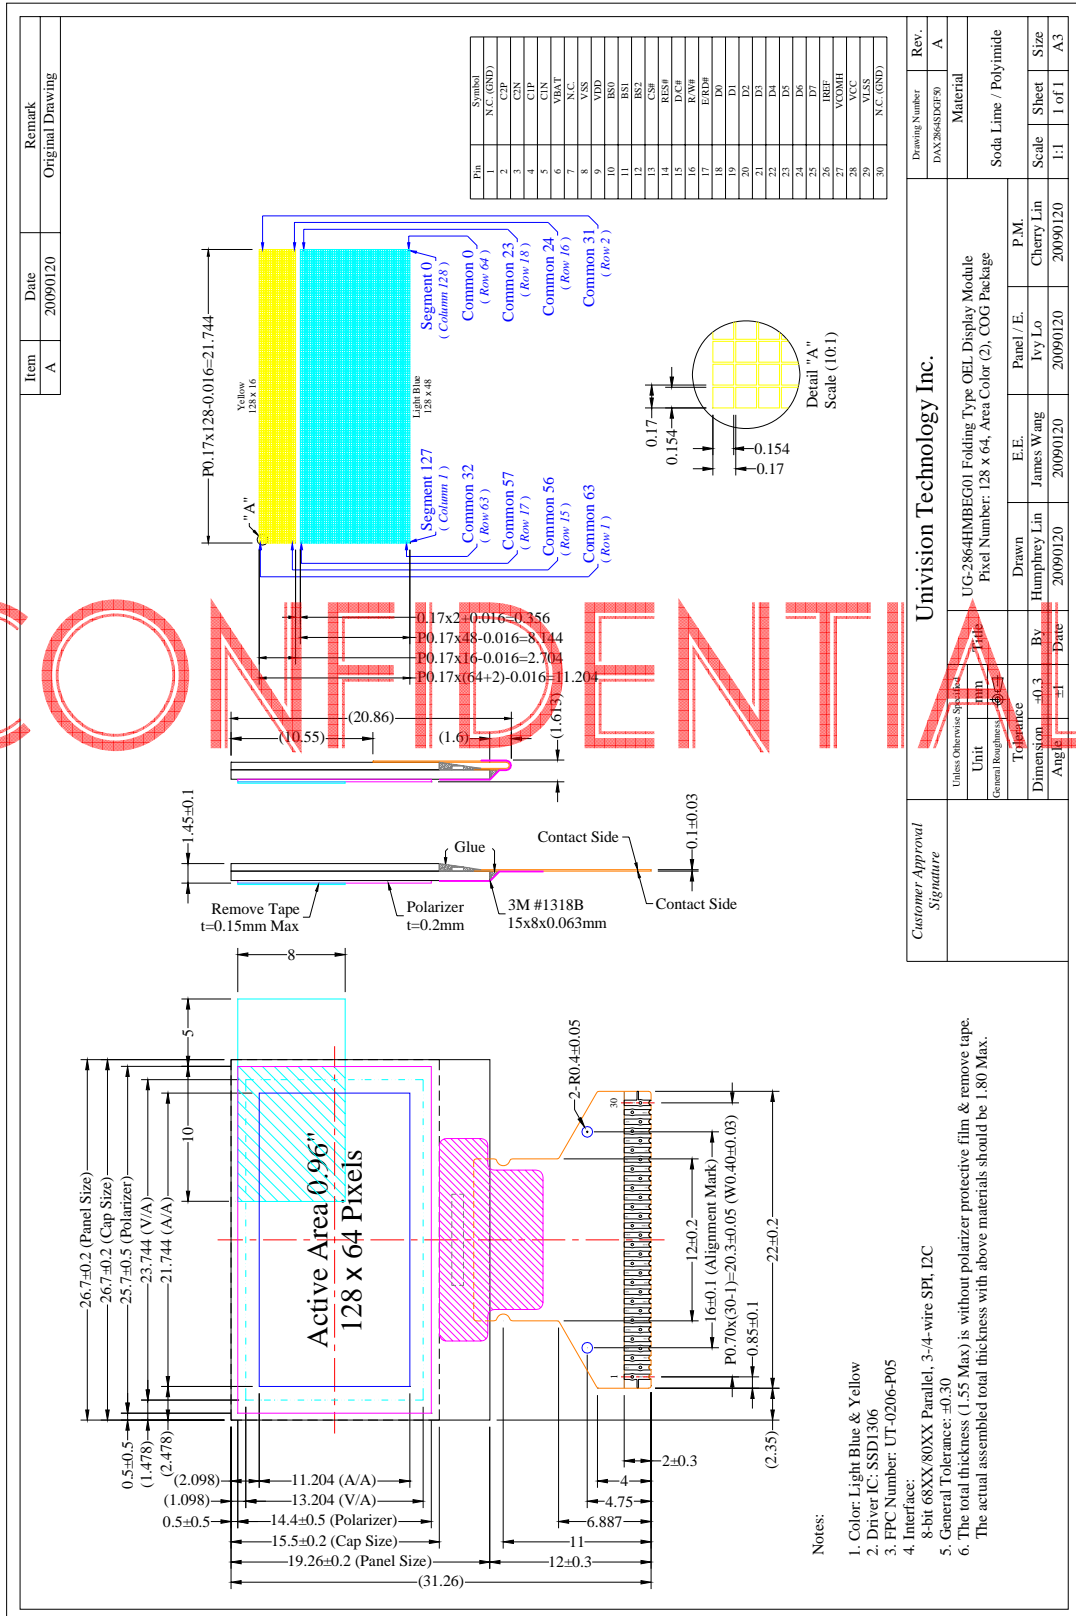 Item Date Remark
A 20090120 Original Drawing
P0.17x128-0.016=21.744
"A"
Yellow
128 x 16
Light Blue
128 x 48
Segment 127
( Column 1 )
Common 32
( Row 63 )
Common 57
( Row 17 )
Common 56
( Row 15 )
Common 63
( Row 1 )
Segment 0
( Column 128 )
Common 0
( Row 64 )
Common 23
( Row 18 )
Common 24
( Row 16 )
Common 31
( Row 2 )
0.17x2+0.016=0.356
P0.17x48-0.016=8.144
P0.17x16-0.016=2.704
P0.17x(64+2)-0.016=11.204
0.17
0.154
0.154
0.17
Detail "A"
Scale (10:1)
Pin Symbol
1 N.C. (GND)
2 C2P
3 C2N
4 C1P
5 C1N
6 VBAT
7 N.C.
8 VSS
9 VDD
10 BS0
11 BS1
12 BS2
13 CS#
14 RES#
15 D/C#
16 R/W#
17 E/RD#
18 D0
19 D1
20 D2
21 D3
22 D4
23 D5
24 D6
25 D7
26 IREF
27 VCOMH
28 VCC
29 VLSS
30 N.C. (GND)
CONFIDENTIAL
(20.86)
(10.55)
(1.6)
(1.613)
1.45±0.1
Glue
Contact Side
Contact Side
0.1±0.03
Remove Tape
t=0.15mm Max
Polarizer
t=0.2mm
3M #1318B
15x8x0.063mm
8
5
10
26.7±0.2 (Panel Size)
26.7±0.2 (Cap Size)
25.7±0.5 (Polarizer)
23.744 (V/A)
21.744 (A/A)
Active Area 0.96"
128 x 64 Pixels
0.5±0.5
(1.478)
(2.478)
(2.098)
11.204 (A/A)
(1.098)
13.204 (V/A)
0.5±0.5
14.4±0.5 (Polarizer)
15.5±0.2 (Cap Size)
19.26±0.2 (Panel Size)
(31.26)
12±0.3
11
6.887
4.75
4
2±0.3
2-R0.4±0.05
12±0.2
16±0.1 (Alignment Mark)
P0.70x(30-1)=20.3±0.05 (W0.40±0.03)
22±0.2
0.85±0.1
(2.35)
1
30
Notes:
1. Color: Light Blue & Yellow
2. Driver IC: SSD1306
3. FPC Number: UT-0206-P05
4. Interface:
8-bit 68XX/80XX Parallel, 3-/4-wire SPI, I2C
5. General Tolerance: ±0.30
6. The total thickness (1.55 Max) is without polarizer protective film & remove tape.
The actual assembled total thickness with above materials should be 1.80 Max.
Customer Approval
Signature
Unless Otherwise Specified
Unit mm
General Roughness
Tolerance
Dimension ±0.3
Angle ±1
Univision Technology Inc.
Title
UG-2864HMBEG01 Folding Type OEL Display Module
Pixel Number: 128 x 64, Area Color (2), COG Package
Drawn E.E. Panel / E. P.M.
By Humphrey Lin James Wang Ivy Lo Cherry Lin
Date 20090120 20090120 20090120 20090120
Drawing Number Rev.
A
Material
Soda Lime / Polyimide
Scale Sheet Size
1:1 1 of 1 A3